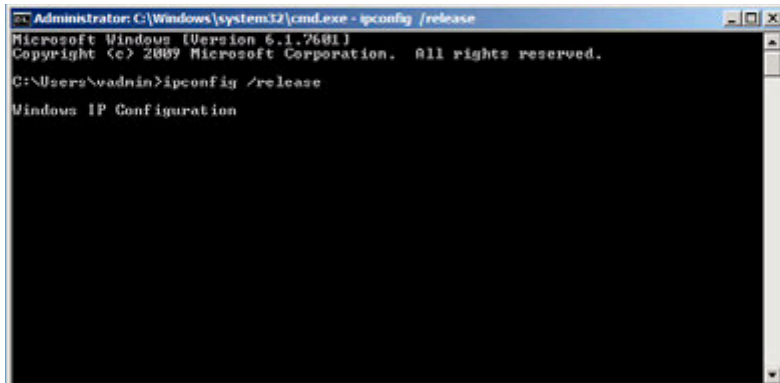 Administrator: C:\Windows\system32\cmd.exe - ipconfig /release
Microsoft Windows [Version 6.1.7601]
Copyright (c) 2009 Microsoft Corporation. All rights reserved.
C:\Users\vadmin>ipconfig /release
Windows IP Configuration